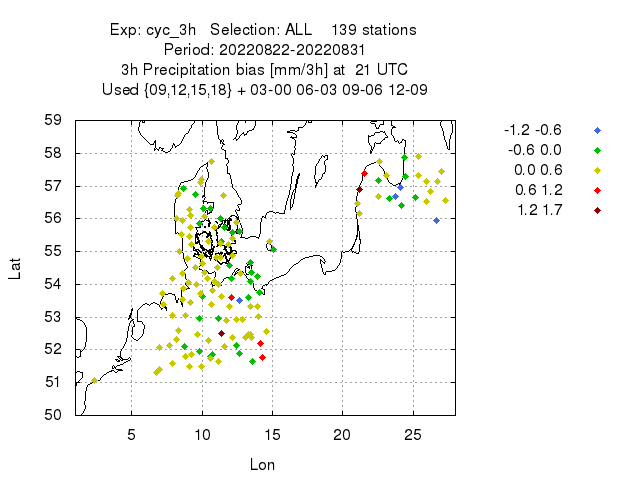 Exp: cyc_3h Selection: ALL 139 stations
Period: 20220822-20220831
3h Precipitation bias [mm/3h] at 21 UTC
Used {09,12,15,18} + 03-00 06-03 09-06 12-09
59
58
57
56
55
54
53
52
51
50
Lat
5 10 15 20 25
Lon
-1.2 -0.6
-0.6 0.0
0.0 0.6
0.6 1.2
1.2 1.7